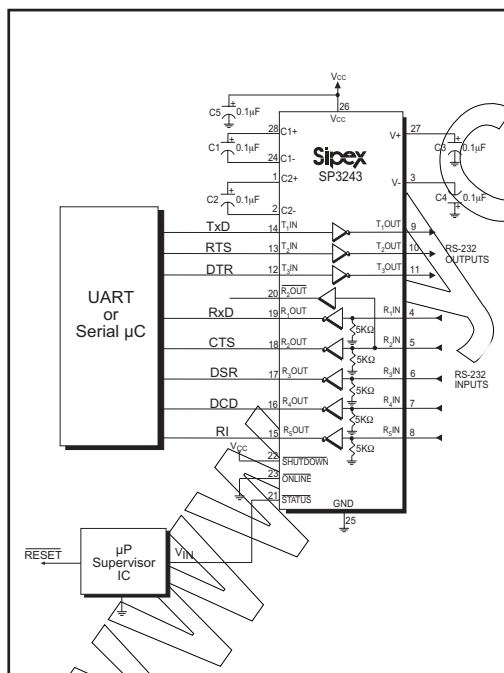 VCC
C5
+
0.1µF
26
VCC
28
C1+
27
V+
C1
+
0.1µF
C3
+
0.1µF
24
C1-
Sipex
SP3243
1
C2+
3
V-
C2
+
0.1µF
C4
+
0.1µF
2
C2-
UART
or
Serial µC
TxD
14
T1IN
T1OUT
9
RTS
13
T2IN
T2OUT
10
RS-232
OUTPUTS
DTR
12
T3IN
T3OUT
11
20
R2OUT
RxD
19
R1OUT
R1IN
4
5KΩ
CTS
18
R2OUT
R2IN
5
5KΩ
DSR
17
R3OUT
R3IN
6
RS-232
INPUTS
5KΩ
DCD
16
R4OUT
R4IN
7
5KΩ
RI
15
R5OUT
R5IN
8
5KΩ
VCC
22
SHUTDOWN
23
ONLINE
21
STATUS
GND
25
RESET
µP
Supervisor
IC
VIN